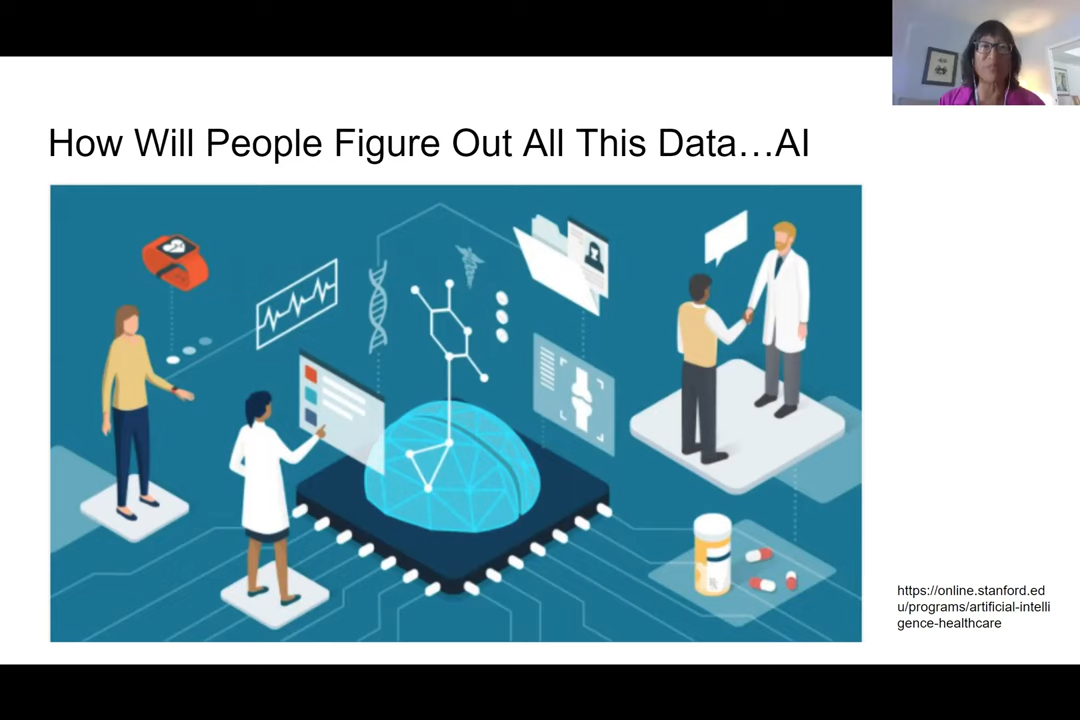 How Will People Figure Out All This Data…AI
https://online.stanford.ed
u/programs/artificial-intelli
gence-healthcare